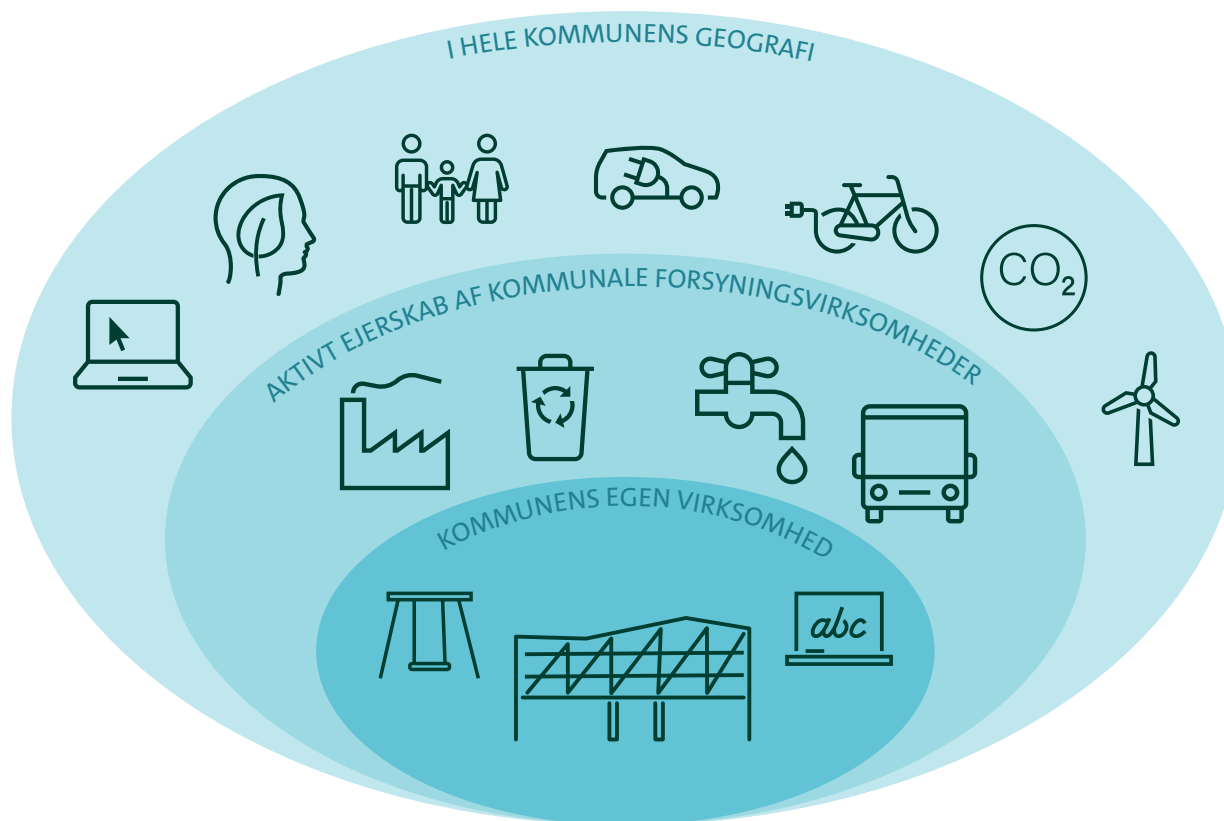 I HELE KOMMUNENS GEOGRAFI
CO₂
AKTIVT EJERSKAB AF KOMMUNALE FORSYNINGSVIRKSOMHEDER
KOMMUNENS EGEN VIRKSOMHED
abc